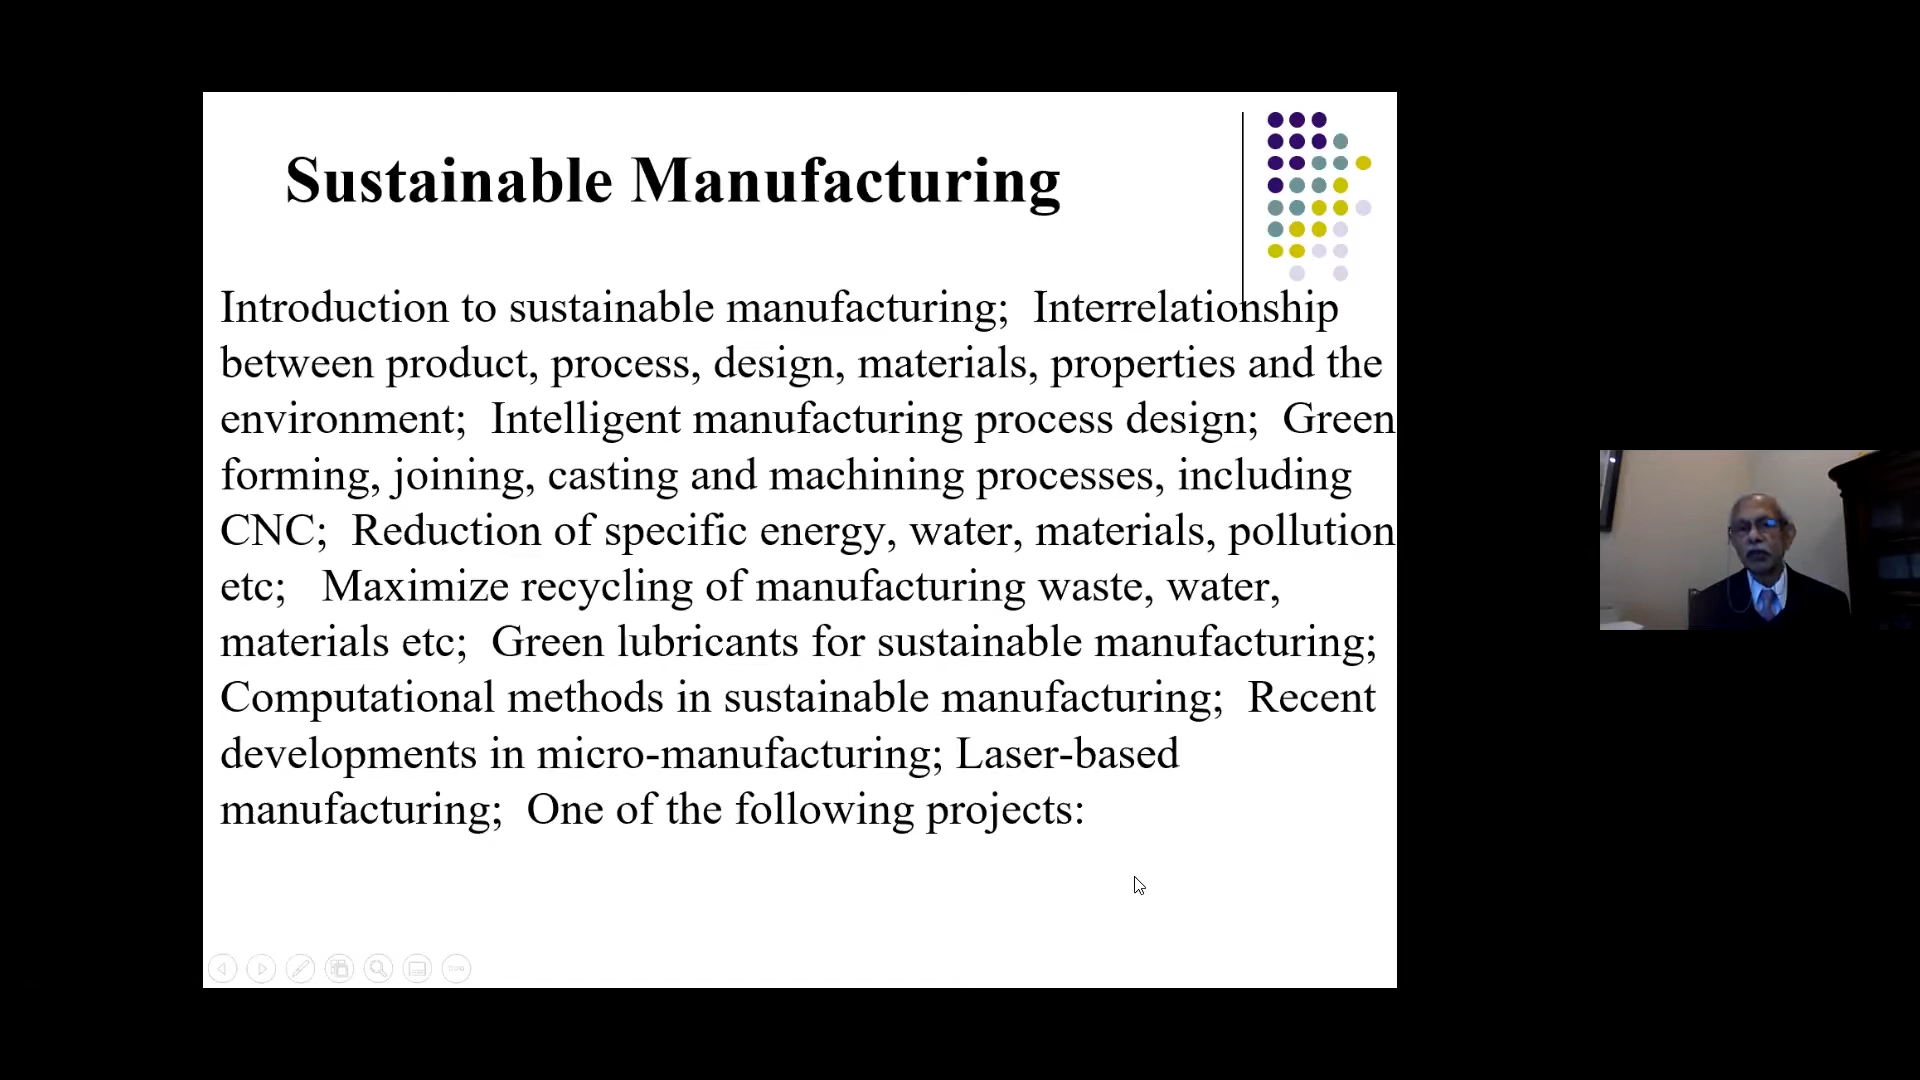 Sustainable Manufacturing
Introduction to sustainable manufacturing;  Interrelationship
between product, process, design, materials, properties and the
environment;  Intelligent manufacturing process design;  Green
forming, joining, casting and machining processes, including
CNC;  Reduction of specific energy, water, materials, pollution
etc;   Maximize recycling of manufacturing waste, water,
materials etc;  Green lubricants for sustainable manufacturing;
Computational methods in sustainable manufacturing;  Recent
developments in micro-manufacturing; Laser-based
manufacturing;  One of the following projects: